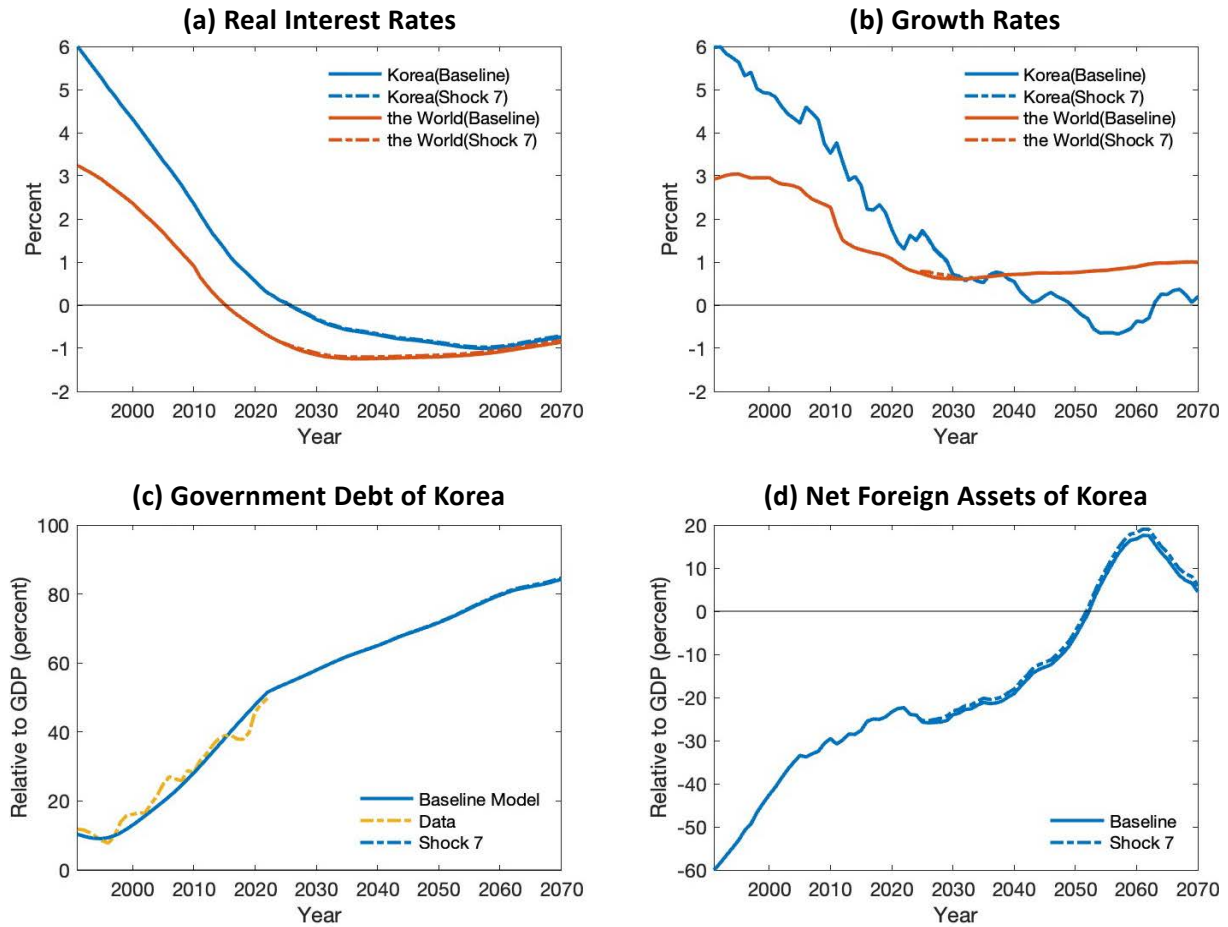 (a) Real Interest Rates
6
5
4
3
2
1
0
-1
-2
Percent
2000 2010 2020 2030 2040 2050 2060 2070
Year
Korea(Baseline)
Korea(Shock 7)
the World(Baseline)
the World(Shock 7)
(b) Growth Rates
6
5
4
3
2
1
0
-1
-2
Percent
2000 2010 2020 2030 2040 2050 2060 2070
Year
Korea(Baseline)
Korea(Shock 7)
the World(Baseline)
the World(Shock 7)
(c) Government Debt of Korea
100
80
60
40
20
0
Relative to GDP (percent)
2000 2010 2020 2030 2040 2050 2060 2070
Year
Baseline Model
Data
Shock 7
(d) Net Foreign Assets of Korea
20
10
0
-10
-20
-30
-40
-50
-60
Relative to GDP (percent)
2000 2010 2020 2030 2040 2050 2060 2070
Year
Baseline
Shock 7